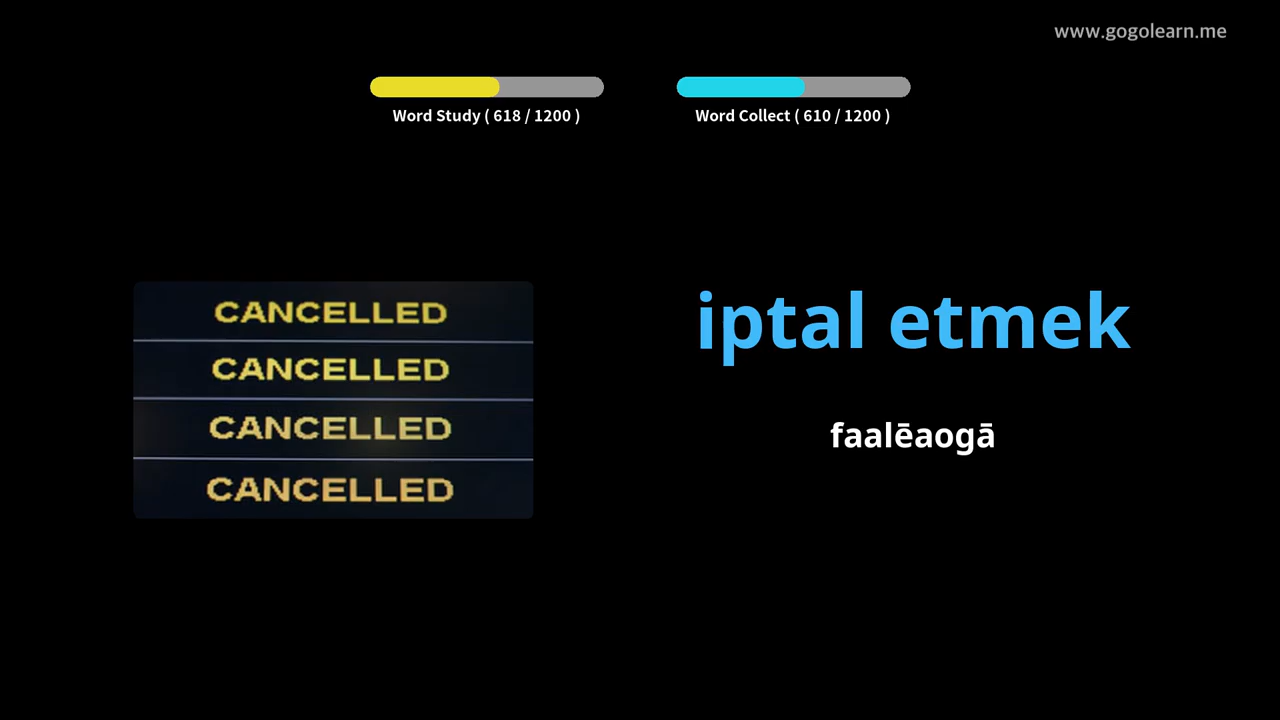 www.gogolearn.me
Word Study ( 618 / 1200 )
Word Collect ( 610 / 1200 )
CANCELLED
CANCELLED
CANCELLED
CANCELLED
iptal etmek
faalēaogā